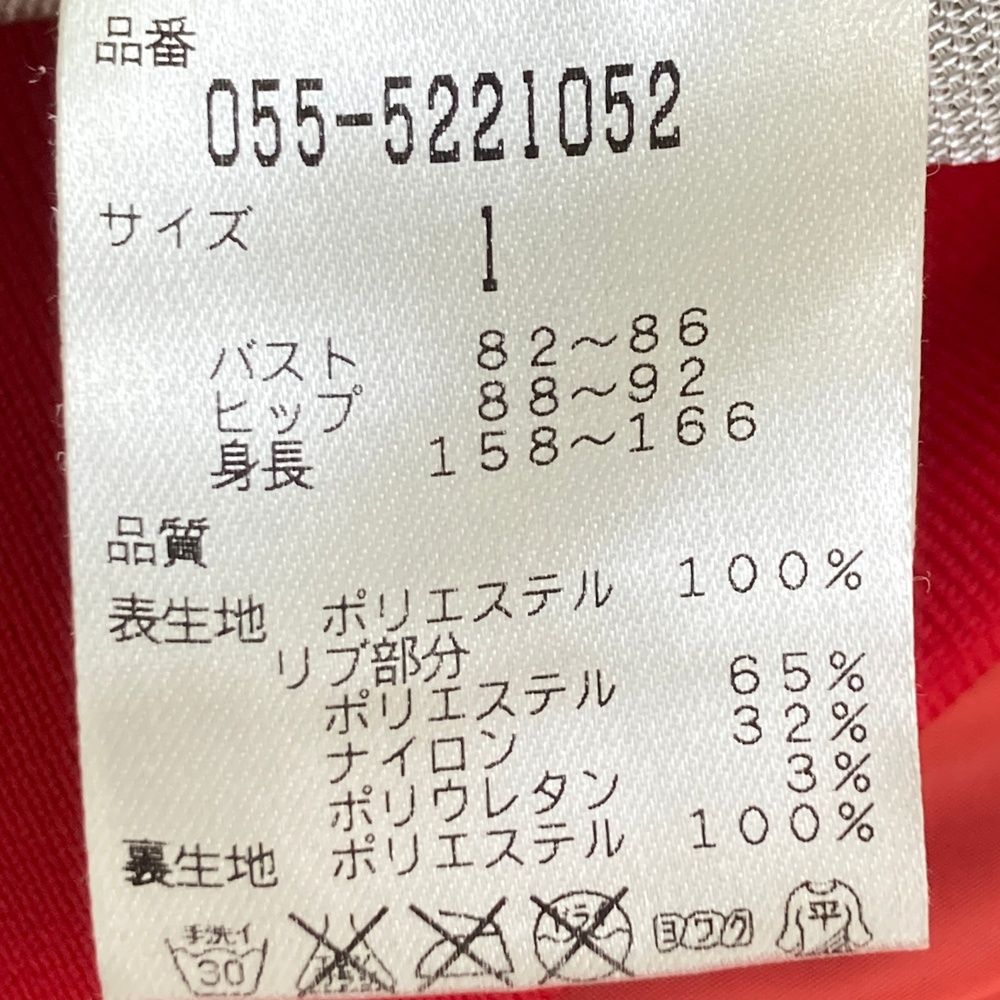 品番
055-5221052
サイズ 1
バスト 82～86
ヒップ 88～92
身長 158～166
品質
表生地 ポリエステル 100%
リブ部分
ポリエステル 65%
ナイロン 32%
ポリウレタン 3%
裏生地 ポリエステル 100%
手洗イ 30 ドライ ヨワク 平